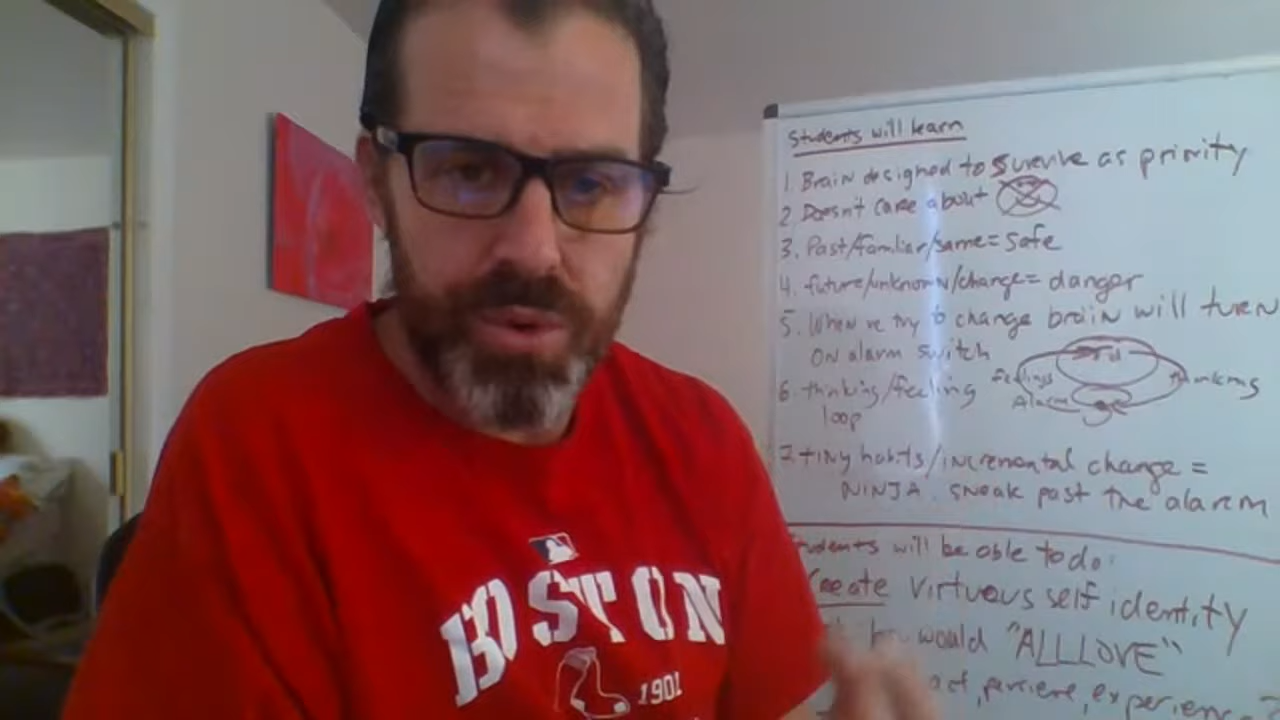 Students will learn
1. Brain designed to survive as priority
2. Doesn't care about
3. Past/familiar/same = safe
4. future/unknown/change = danger
5. When we try to change brain will turn
ON alarm switch
6. thinking/feeling
loop
feelings
thinking
Alarm
7. tiny habits/incremental change =
NINJA. sneak past the alarm
students will be able to do:
Create virtuous self identity
would "ALLLOVE"
act, perceive, experience?
BOSTON
1901